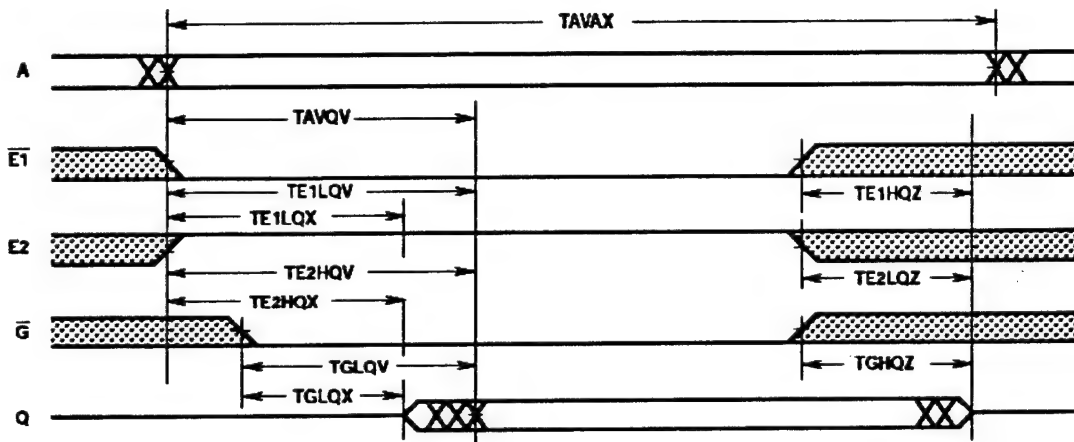 TAVAX
A
TAVQV
E1
TE1LQV
TE1HQZ
TE1LQX
E2
TE2HQV
TE2LQZ
TE2HQX
G
TGLQV
TGHQZ
TGLQX
Q